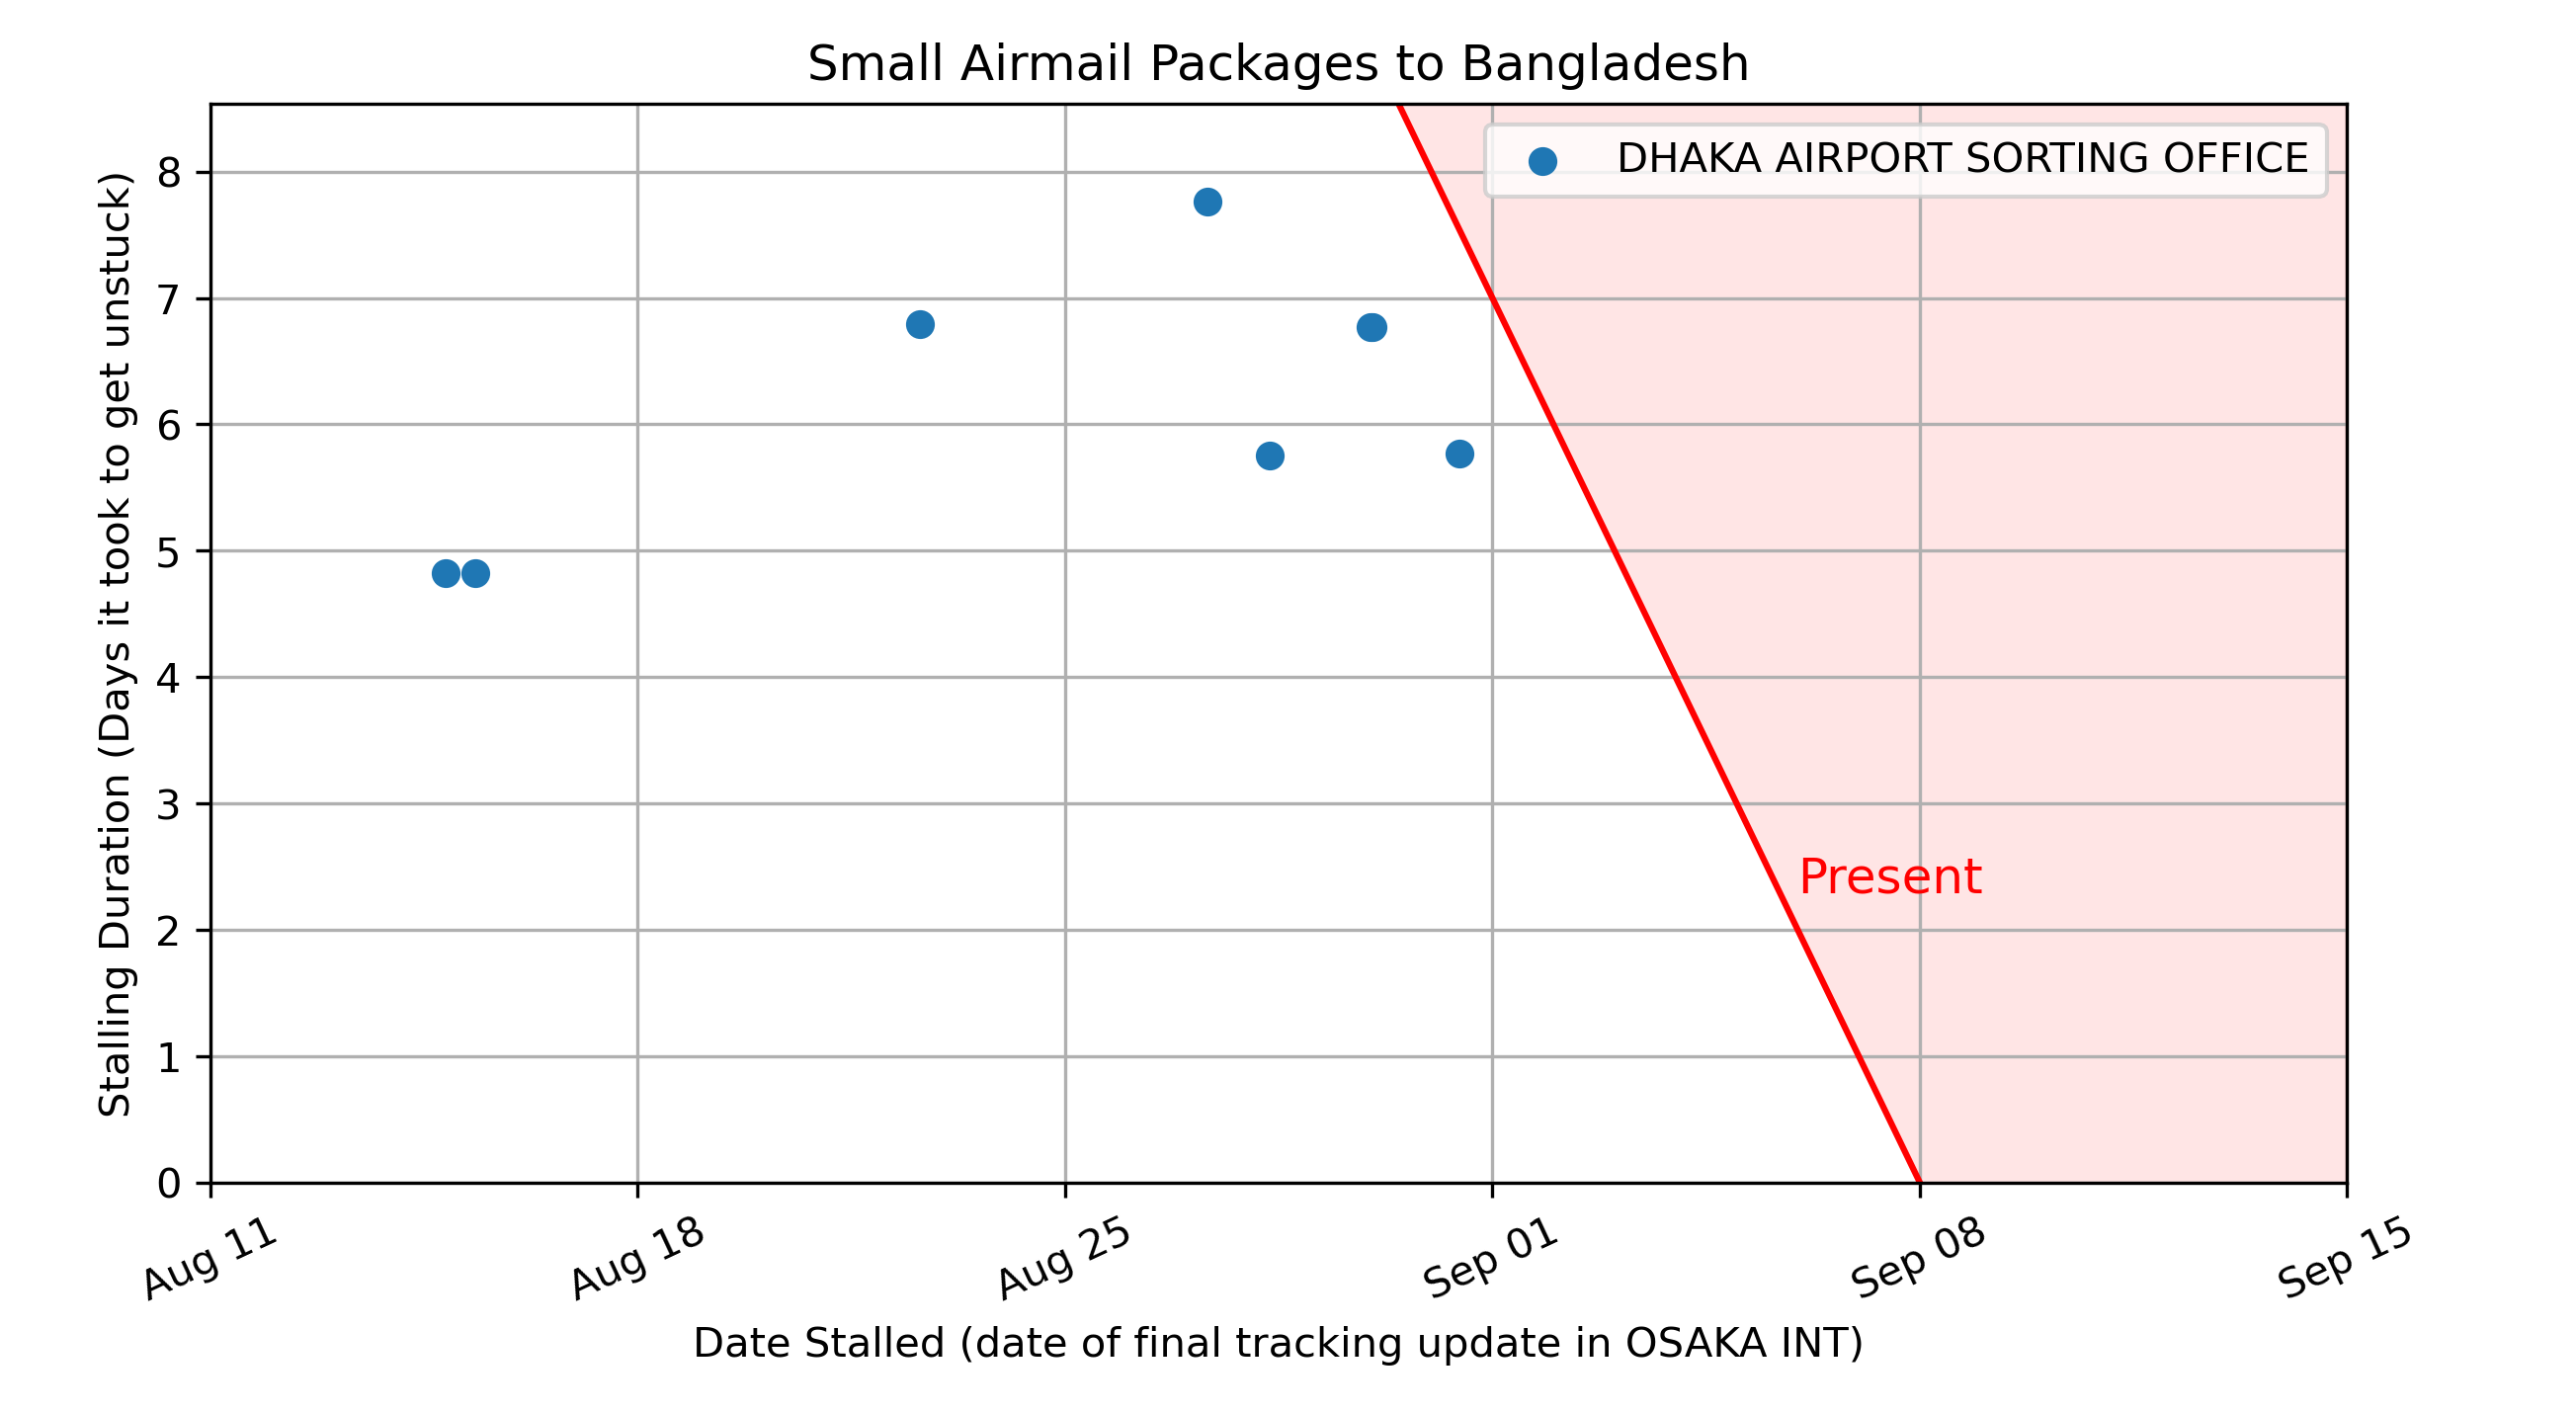 Small Airmail Packages to Bangladesh
DHAKA AIRPORT SORTING OFFICE
Stalling Duration (Days it took to get unstuck)
8
7
6
5
4
3
2
1
0
Present
Aug 11
Aug 18
Aug 25
Sep 01
Sep 08
Sep 15
Date Stalled (date of final tracking update in OSAKA INT)